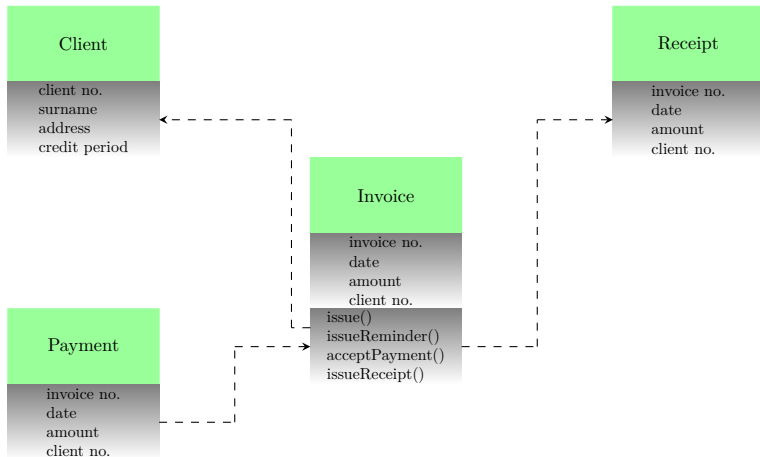 Client
client no.
surname
address
credit period
Receipt
invoice no.
date
amount
client no.
Invoice
invoice no.
date
amount
client no.
issue()
issueReminder()
acceptPayment()
issueReceipt()
Payment
invoice no.
date
amount
client no.